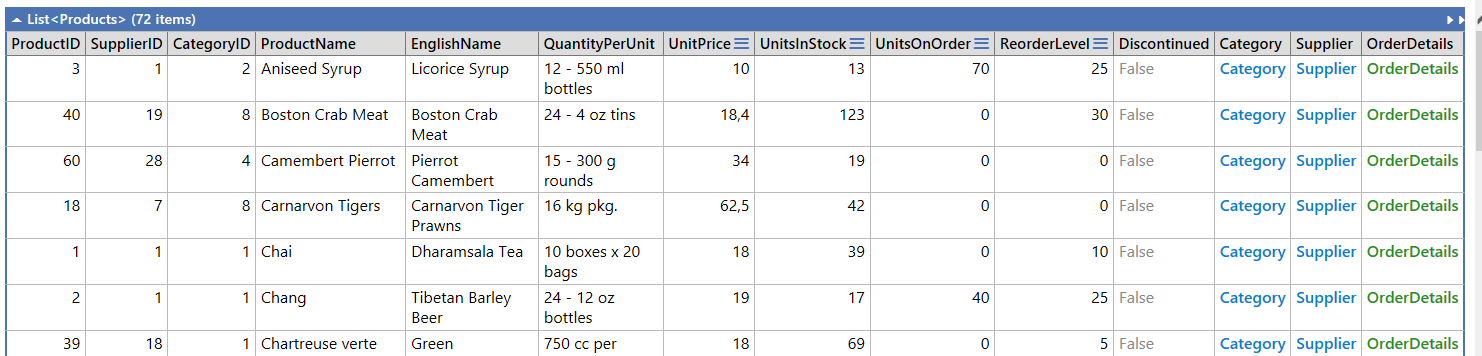 List<Products> (72 items)
ProductID SupplierID CategoryID ProductName EnglishName QuantityPerUnit UnitPrice UnitsInStock UnitsOnOrder ReorderLevel Discontinued Category Supplier OrderDetails
3 1 2 Aniseed Syrup Licorice Syrup 12 - 550 ml 10 13 70 25 False Category Supplier OrderDetails
bottles
40 19 8 Boston Crab Meat Boston Crab 24 - 4 oz tins 18,4 123 0 30 False Category Supplier OrderDetails
Meat
60 28 4 Camembert Pierrot Pierrot 15 - 300 g 34 19 0 0 False Category Supplier OrderDetails
Camembert rounds
18 7 8 Carnarvon Tigers Carnarvon Tiger 16 kg pkg. 62,5 42 0 0 False Category Supplier OrderDetails
Prawns
1 1 1 Chai Dharamsala Tea 10 boxes x 20 18 39 0 10 False Category Supplier OrderDetails
bags
2 1 1 Chang Tibetan Barley 24 - 12 oz 19 17 40 25 False Category Supplier OrderDetails
Beer bottles
39 18 1 Chartreuse verte Green 750 cc per 18 69 0 5 False Category Supplier OrderDetails